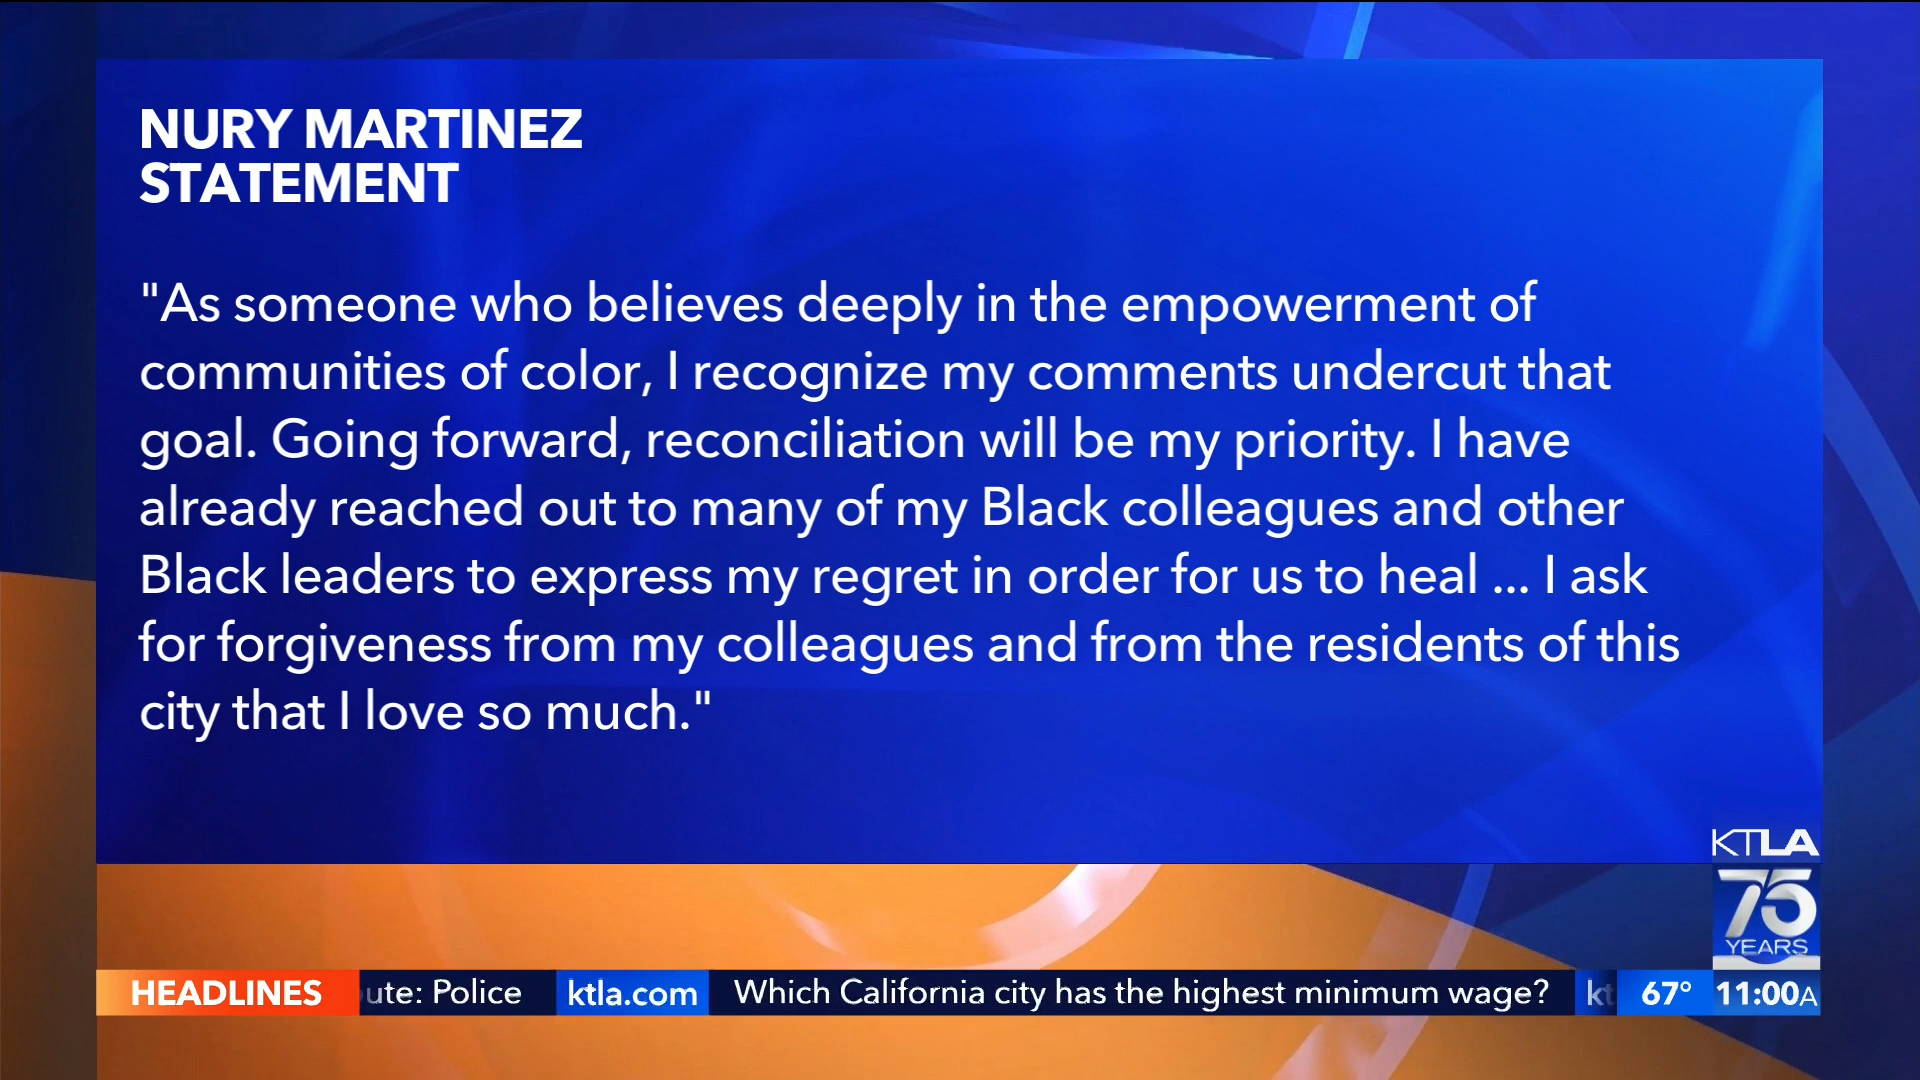 NURY MARTINEZ
STATEMENT
"As someone who believes deeply in the empowerment of
communities of color, I recognize my comments undercut that
goal. Going forward, reconciliation will be my priority. I have
already reached out to many of my Black colleagues and other
Black leaders to express my regret in order for us to heal ... I ask
for forgiveness from my colleagues and from the residents of this
city that I love so much."
KTLA
75
YEARS
HEADLINES ute: Police ktla.com Which California city has the highest minimum wage? kt 67° 11:00A